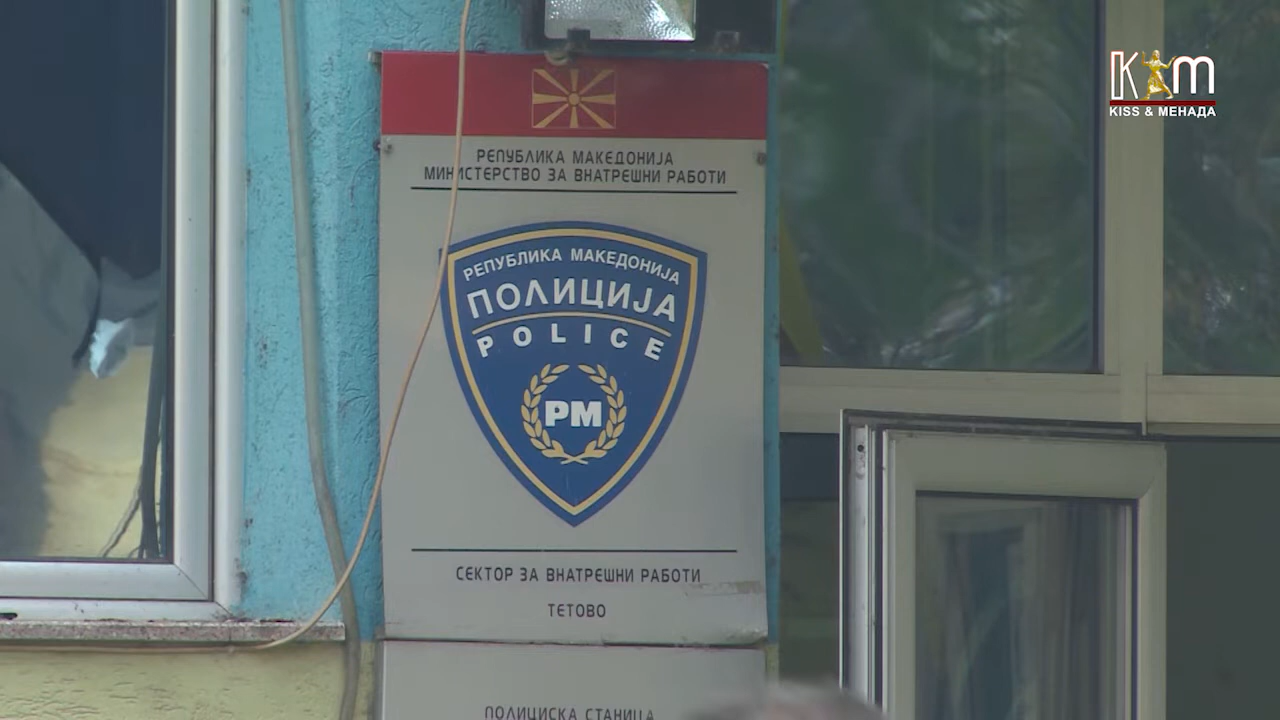 KM
KISS & МЕНАДА
РЕПУБЛИКА МАКЕДОНИЈА
МИНИСТЕРСТВО ЗА ВНАТРЕШНИ РАБОТИ
РЕПУБЛИКА МАКЕДОНИЈА
ПОЛИЦИЈА
POLICE
РМ
СЕКТОР ЗА ВНАТРЕШНИ РАБОТИ
ТЕТОВО
ПОЛИЦИСКА СТАНИЦА